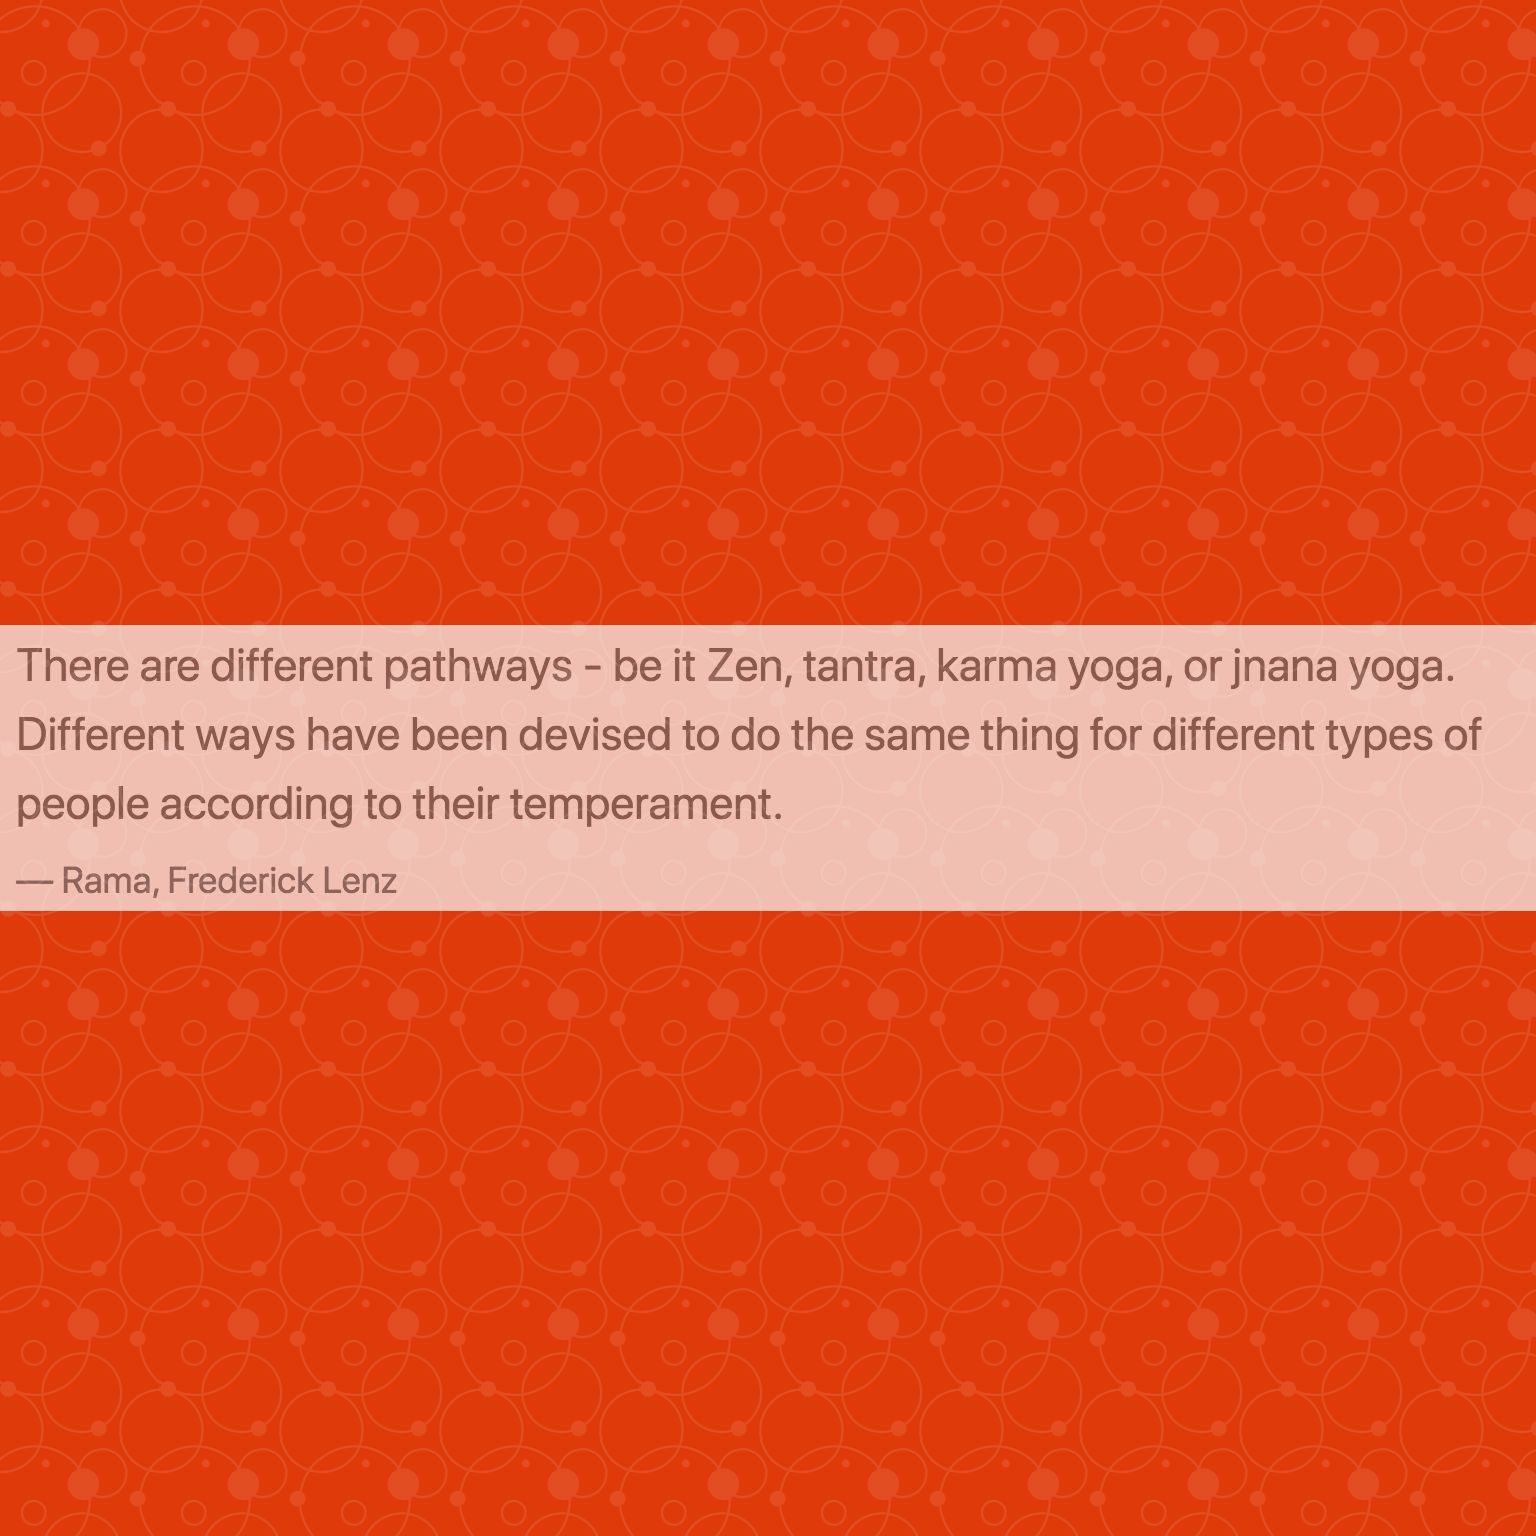 There are different pathways - be it Zen, tantra, karma yoga, or jnana yoga.
Different ways have been devised to do the same thing for different types of
people according to their temperament.
— Rama, Frederick Lenz